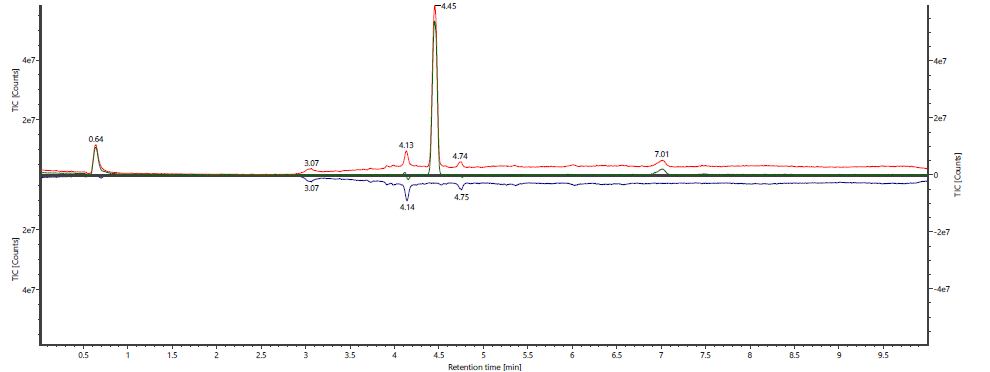 4.45
4e7
4e7
TIC [Counts]
2e7
2e7
0.64
4.13
4.74
7.01
3.07
0
TIC [Counts]
3.07
4.75
4.14
2e7
-2e7
TIC [Counts]
4e7
-4e7
0.5 1 1.5 2 2.5 3 3.5 4 4.5 5 5.5 6 6.5 7 7.5 8 8.5 9 9.5
Retention time [min]